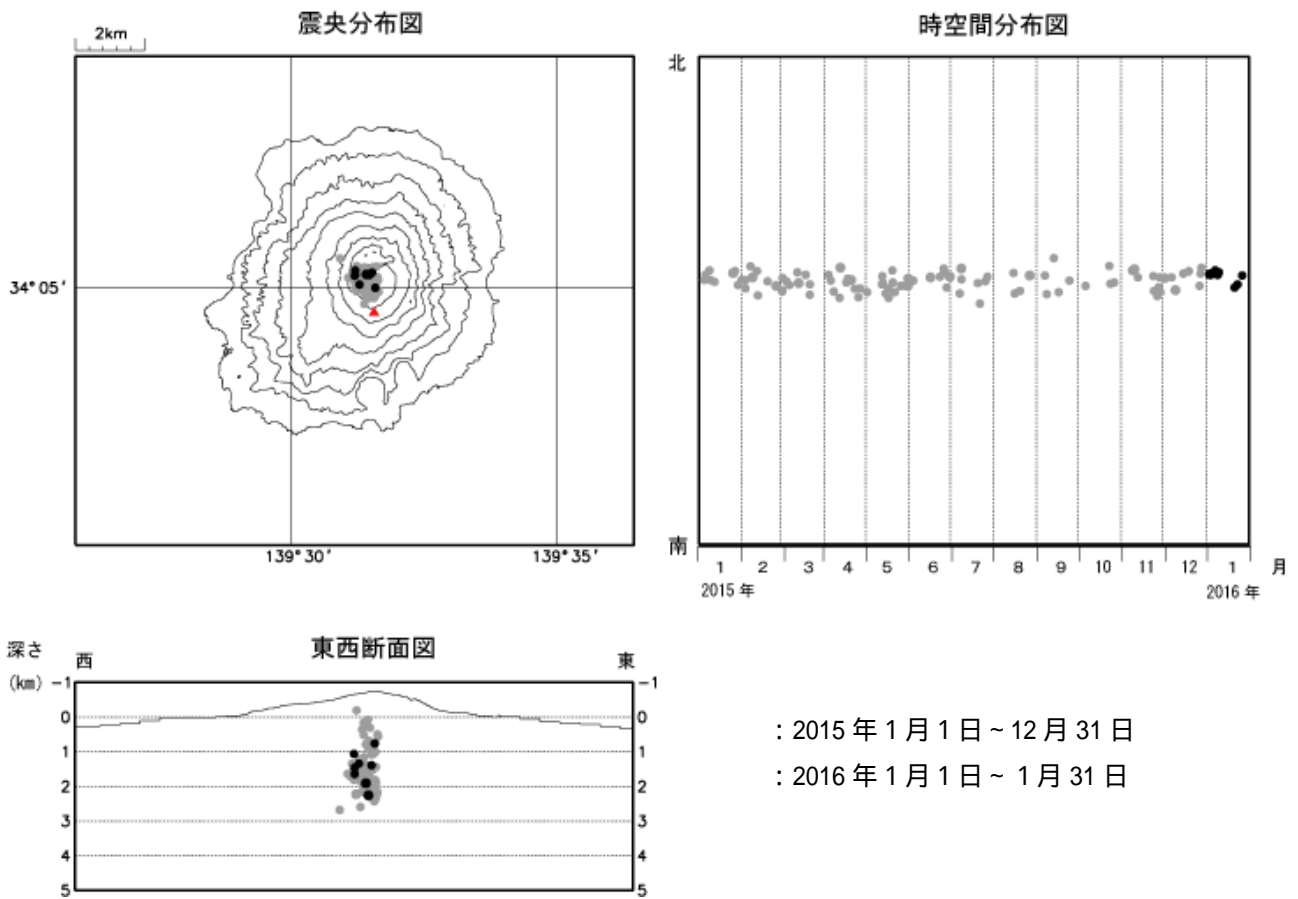 震央分布図
2km
34°05′
139°30′
139°35′
時空間分布図
北
南
1 2 3 4 5 6 7 8 9 10 11 12 1 月
2015 年 2016 年
東西断面図
深さ
(km)
西 東
-1 -1
0 0
1 1
2 2
3 3
4 4
5 5
: 2015 年 1 月 1 日 ~ 12 月 31 日
: 2016 年 1 月 1 日 ~ 1 月 31 日